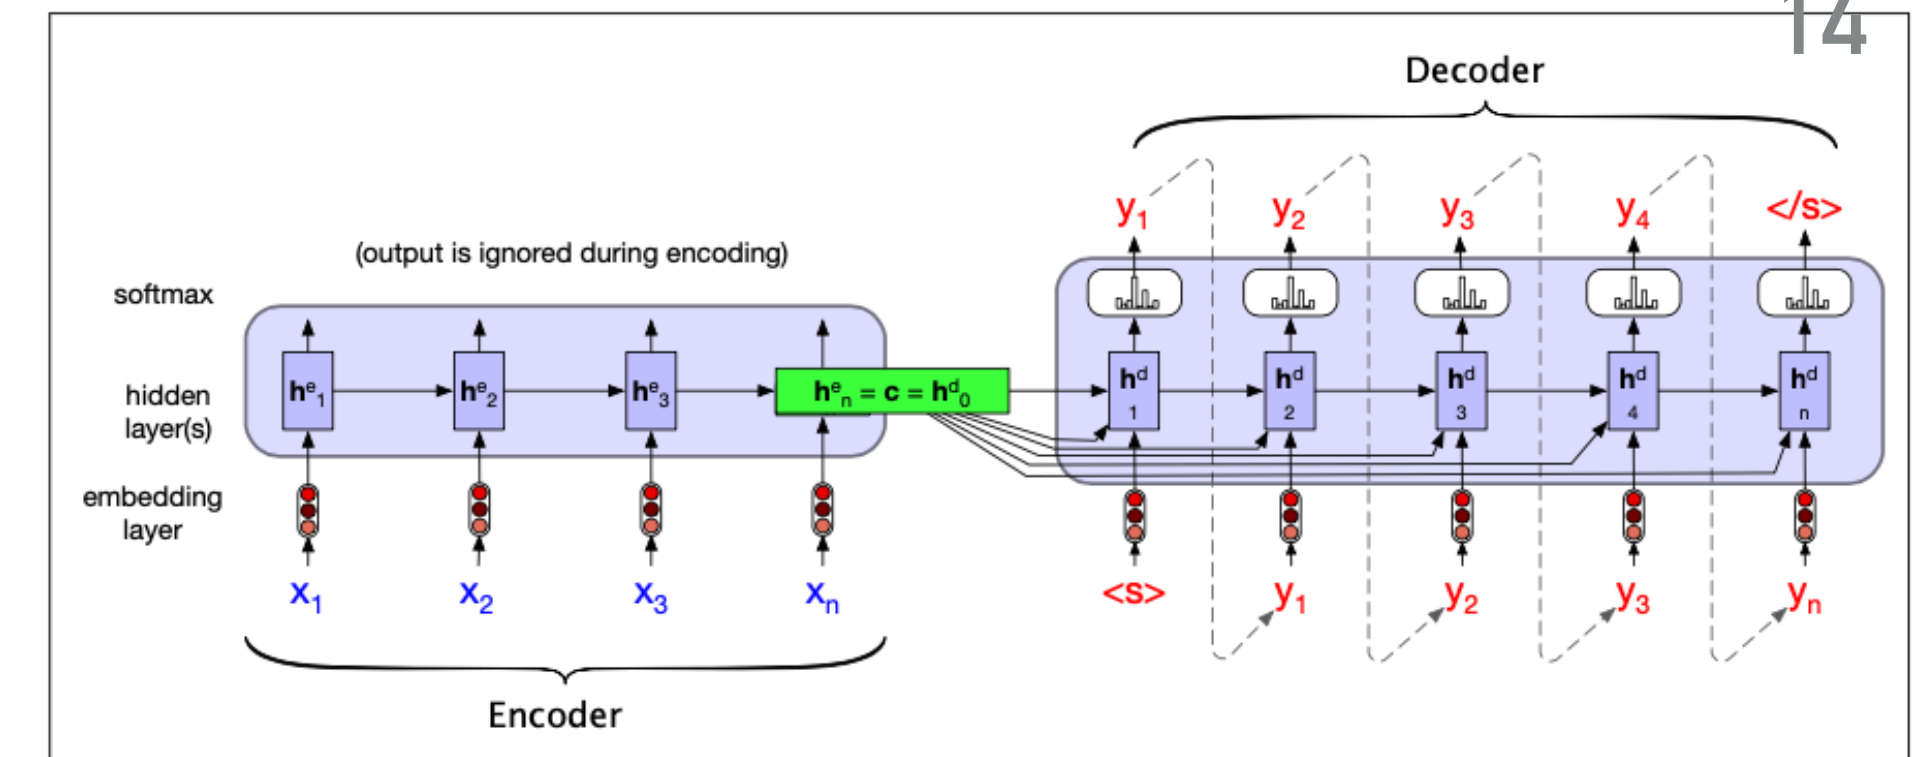 14
Decoder
y1 y2 y3 y4 </s>
(output is ignored during encoding)
softmax
hidden layer(s)
he1 he2 he3 hen = c = hd0 hd1 hd2 hd3 hd4 hdn
embedding layer
x1 x2 x3 xn <s> y1 y2 y3 yn
Encoder